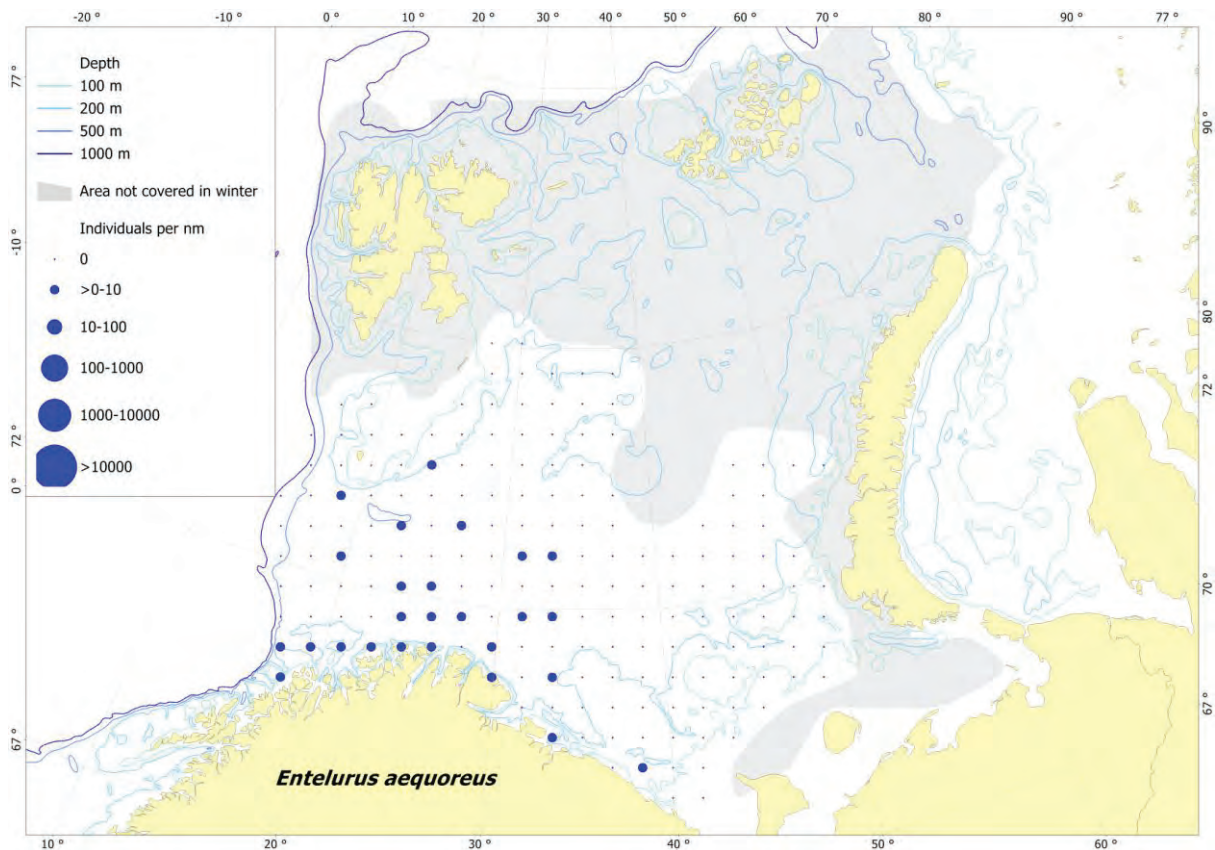 -20 ° -10 ° 0 ° 10 ° 20 ° 30 ° 40 ° 50 ° 60 ° 70 ° 80 ° 90 ° 77 °
Depth
100 m
200 m
500 m
1000 m
Area not covered in winter
Individuals per nm
0
>0-10
10-100
100-1000
1000-10000
>10000
77 °
-10 °
72 °
0 °
67 °
90 °
80 °
72 °
70 °
67 °
Entelurus aequoreus
10 ° 20 ° 30 ° 40 ° 50 ° 60 °